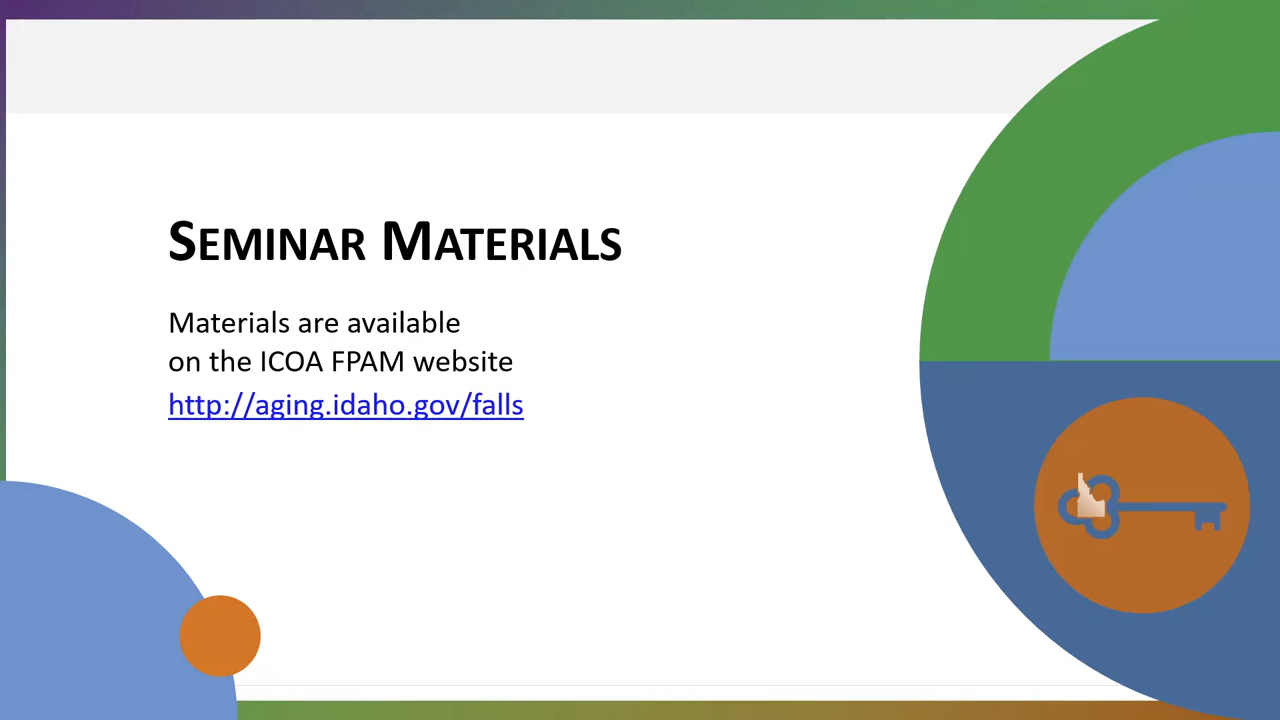 SEMINAR MATERIALS
Materials are available
on the ICOA FPAM website
http://aging.idaho.gov/falls